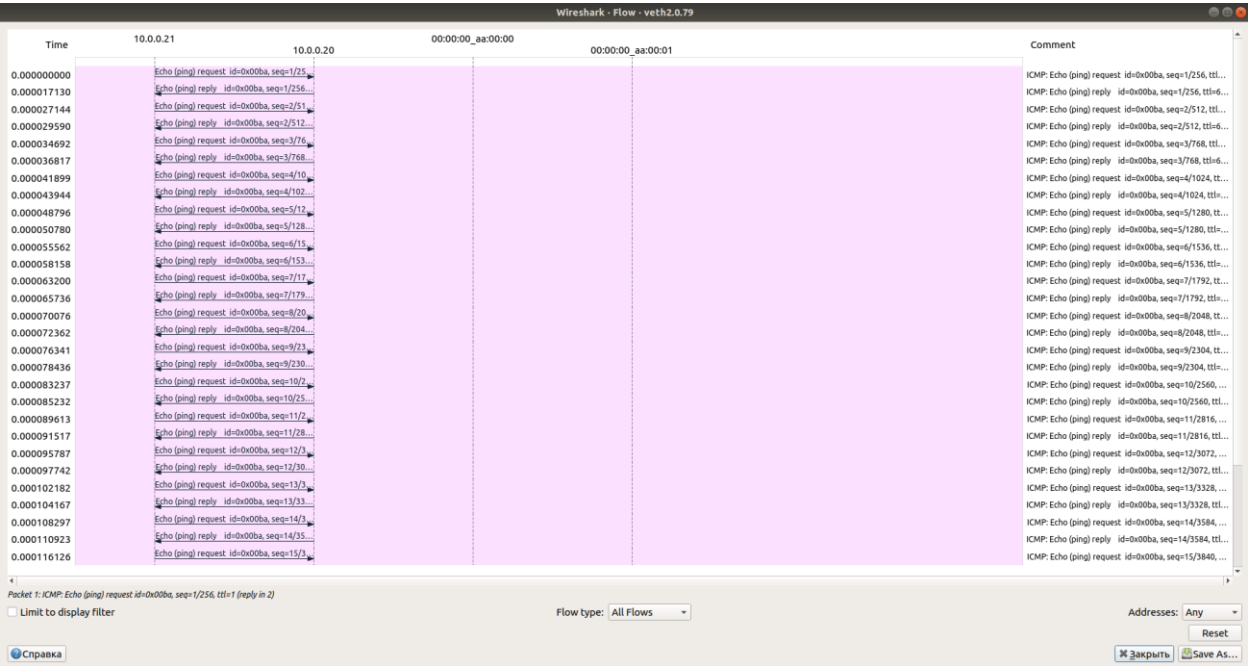 Wireshark · Flow · veth2.0.79
Time 10.0.0.21 10.0.0.20 00:00:00_aa:00:00 00:00:00_aa:00:01 Comment
0.000000000 Echo (ping) request id=0x00ba, seq=1/25... ICMP: Echo (ping) request id=0x00ba, seq=1/256, ttl...
0.000017130 Echo (ping) reply id=0x00ba, seq=1/256... ICMP: Echo (ping) reply id=0x00ba, seq=1/256, ttl=6...
0.000027144 Echo (ping) request id=0x00ba, seq=2/51... ICMP: Echo (ping) request id=0x00ba, seq=2/512, ttl...
0.000029590 Echo (ping) reply id=0x00ba, seq=2/512... ICMP: Echo (ping) reply id=0x00ba, seq=2/512, ttl=6...
0.000034692 Echo (ping) request id=0x00ba, seq=3/76... ICMP: Echo (ping) request id=0x00ba, seq=3/768, ttl...
0.000036817 Echo (ping) reply id=0x00ba, seq=3/768... ICMP: Echo (ping) reply id=0x00ba, seq=3/768, ttl=6...
0.000041899 Echo (ping) request id=0x00ba, seq=4/10... ICMP: Echo (ping) request id=0x00ba, seq=4/1024, tt...
0.000043944 Echo (ping) reply id=0x00ba, seq=4/102... ICMP: Echo (ping) reply id=0x00ba, seq=4/1024, ttl=...
0.000048796 Echo (ping) request id=0x00ba, seq=5/12... ICMP: Echo (ping) request id=0x00ba, seq=5/1280, tt...
0.000050780 Echo (ping) reply id=0x00ba, seq=5/128... ICMP: Echo (ping) reply id=0x00ba, seq=5/1280, ttl=...
0.000055562 Echo (ping) request id=0x00ba, seq=6/15... ICMP: Echo (ping) request id=0x00ba, seq=6/1536, tt...
0.000058158 Echo (ping) reply id=0x00ba, seq=6/153... ICMP: Echo (ping) reply id=0x00ba, seq=6/1536, ttl=...
0.000063200 Echo (ping) request id=0x00ba, seq=7/17... ICMP: Echo (ping) request id=0x00ba, seq=7/1792, tt...
0.000065736 Echo (ping) reply id=0x00ba, seq=7/179... ICMP: Echo (ping) reply id=0x00ba, seq=7/1792, ttl=...
0.000070076 Echo (ping) request id=0x00ba, seq=8/20... ICMP: Echo (ping) request id=0x00ba, seq=8/2048, tt...
0.000072362 Echo (ping) reply id=0x00ba, seq=8/204... ICMP: Echo (ping) reply id=0x00ba, seq=8/2048, ttl=...
0.000076341 Echo (ping) request id=0x00ba, seq=9/23... ICMP: Echo (ping) request id=0x00ba, seq=9/2304, tt...
0.000078436 Echo (ping) reply id=0x00ba, seq=9/230... ICMP: Echo (ping) reply id=0x00ba, seq=9/2304, ttl=...
0.000083237 Echo (ping) request id=0x00ba, seq=10/2... ICMP: Echo (ping) request id=0x00ba, seq=10/2560, ...
0.000085232 Echo (ping) reply id=0x00ba, seq=10/25... ICMP: Echo (ping) reply id=0x00ba, seq=10/2560, ttl...
0.000089613 Echo (ping) request id=0x00ba, seq=11/2... ICMP: Echo (ping) request id=0x00ba, seq=11/2816, ...
0.000091517 Echo (ping) reply id=0x00ba, seq=11/28... ICMP: Echo (ping) reply id=0x00ba, seq=11/2816, ttl...
0.000095787 Echo (ping) request id=0x00ba, seq=12/3... ICMP: Echo (ping) request id=0x00ba, seq=12/3072, ...
0.000097742 Echo (ping) reply id=0x00ba, seq=12/30... ICMP: Echo (ping) reply id=0x00ba, seq=12/3072, ttl...
0.000102182 Echo (ping) request id=0x00ba, seq=13/3... ICMP: Echo (ping) request id=0x00ba, seq=13/3328, ...
0.000104167 Echo (ping) reply id=0x00ba, seq=13/33... ICMP: Echo (ping) reply id=0x00ba, seq=13/3328, ttl...
0.000108297 Echo (ping) request id=0x00ba, seq=14/3... ICMP: Echo (ping) request id=0x00ba, seq=14/3584, ...
0.000110923 Echo (ping) reply id=0x00ba, seq=14/35... ICMP: Echo (ping) reply id=0x00ba, seq=14/3584, ttl...
0.000116126 Echo (ping) request id=0x00ba, seq=15/3... ICMP: Echo (ping) request id=0x00ba, seq=15/3840, ...
Packet 1: ICMP: Echo (ping) request id=0x00ba, seq=1/256, ttl=1 (reply in 2)
Limit to display filter Flow type: All Flows Addresses: Any
Reset
Справка Закрыть Save As...